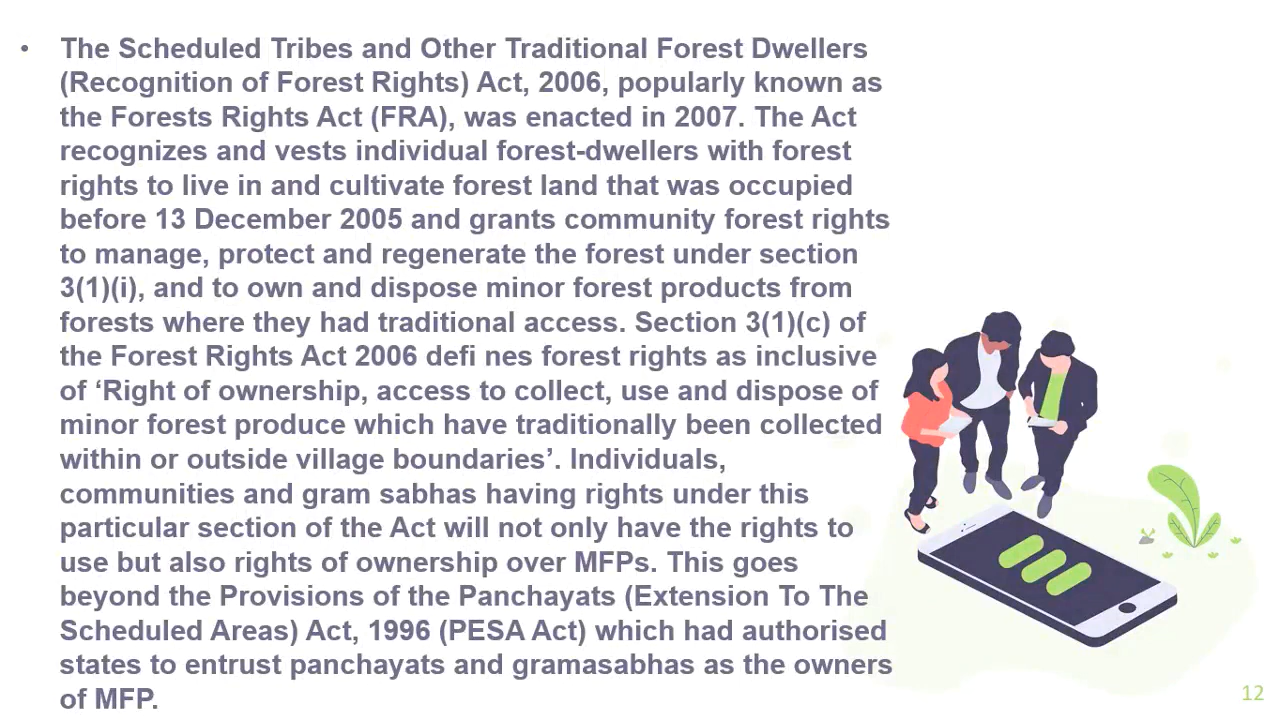 • The Scheduled Tribes and Other Traditional Forest Dwellers
(Recognition of Forest Rights) Act, 2006, popularly known as
the Forests Rights Act (FRA), was enacted in 2007. The Act
recognizes and vests individual forest-dwellers with forest
rights to live in and cultivate forest land that was occupied
before 13 December 2005 and grants community forest rights
to manage, protect and regenerate the forest under section
3(1)(i), and to own and dispose minor forest products from
forests where they had traditional access. Section 3(1)(c) of
the Forest Rights Act 2006 defi nes forest rights as inclusive
of ‘Right of ownership, access to collect, use and dispose of
minor forest produce which have traditionally been collected
within or outside village boundaries’. Individuals,
communities and gram sabhas having rights under this
particular section of the Act will not only have the rights to
use but also rights of ownership over MFPs. This goes
beyond the Provisions of the Panchayats (Extension To The
Scheduled Areas) Act, 1996 (PESA Act) which had authorised
states to entrust panchayats and gramasabhas as the owners
of MFP.
12